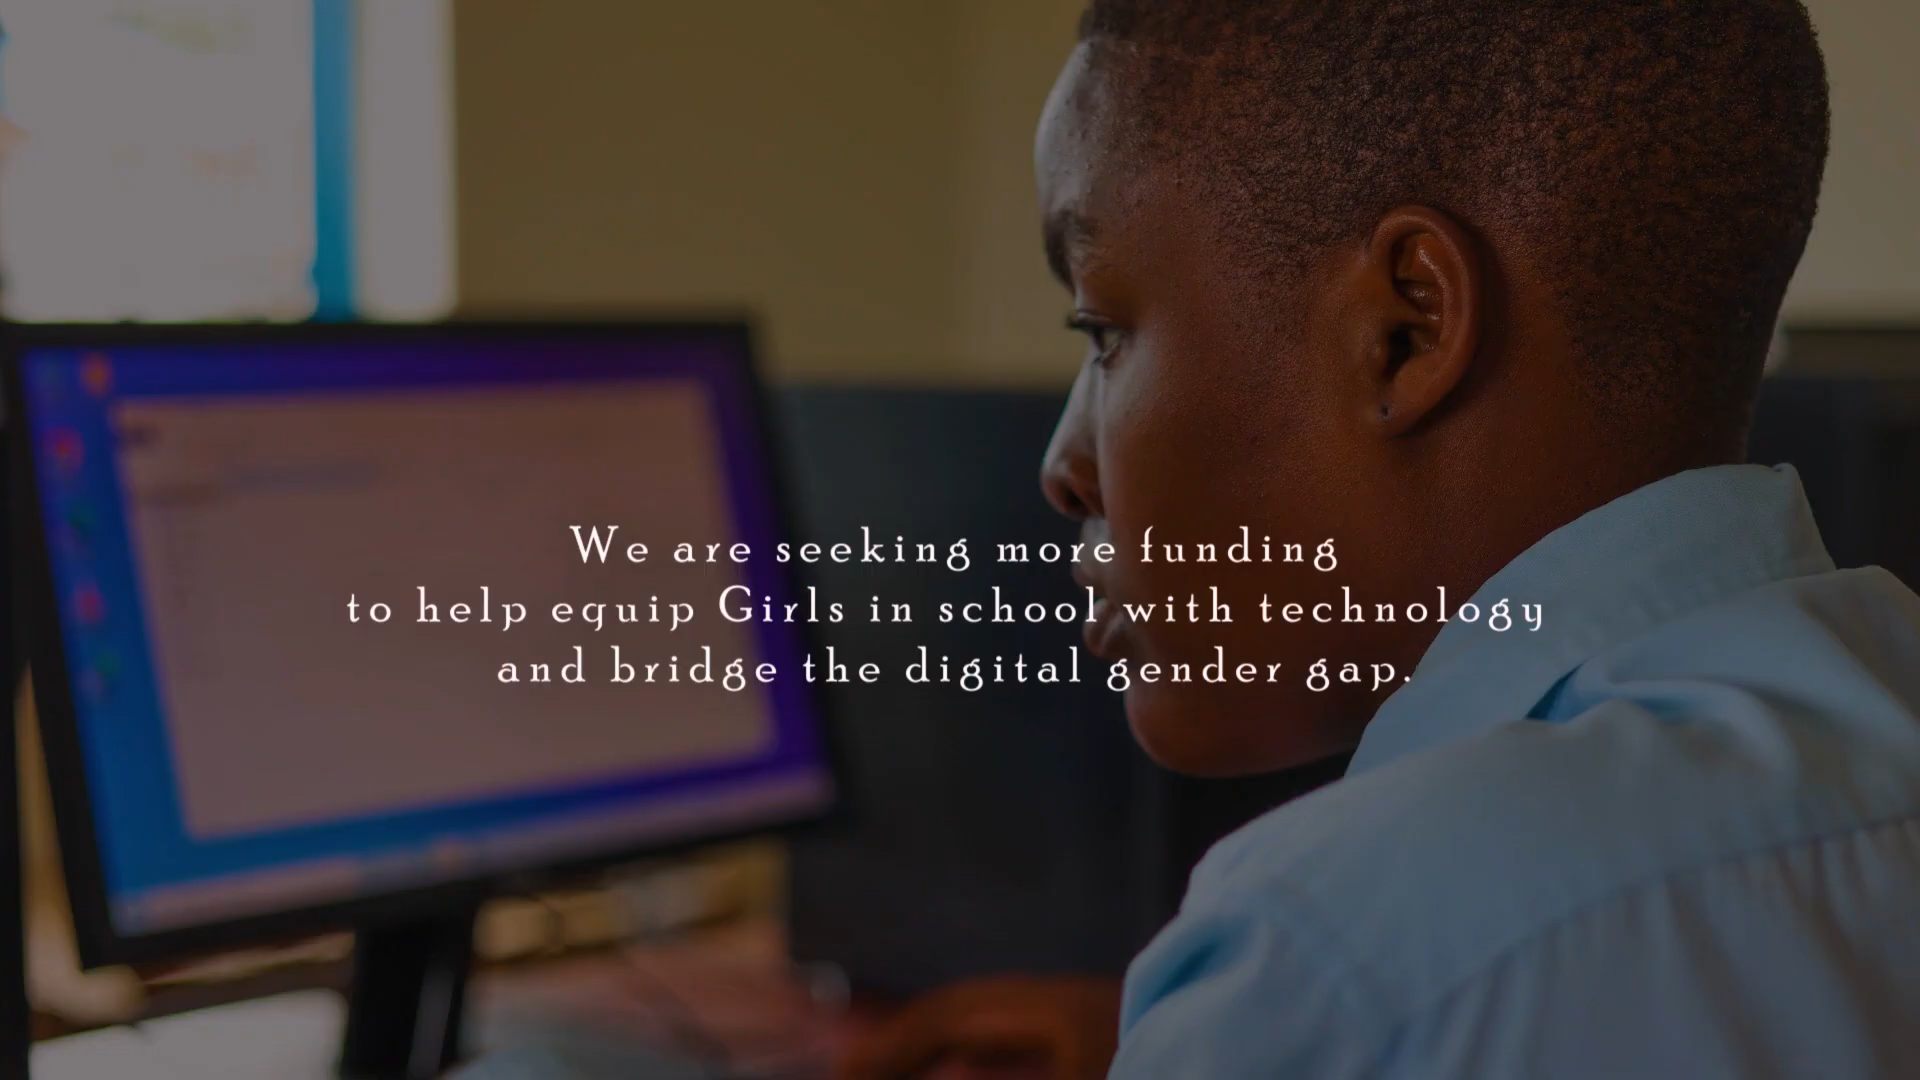 We are seeking more funding
to help equip Girls in school with technology
and bridge the digital gender gap.